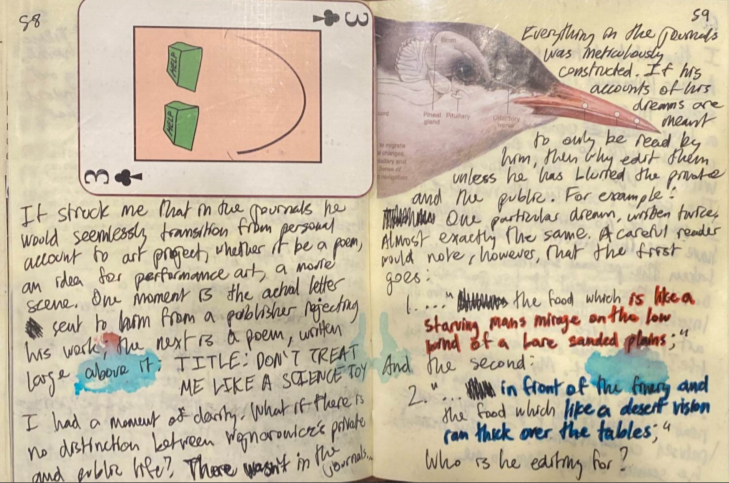 58
3
HELP
HELP
3
It struck me that in the journals he
would seemlessly transition from personal
account to art project, whether it be a poem,
an idea for performance art, a movie
scene. One moment is the actual letter
sent to him from a publisher rejecting
his work, the next is a poem, written
large above it: TITLE: DON'T TREAT
ME LIKE A SCIENCE TOY
I had a moment of clarity. What if there is
no distinction between Wojnarowicz's private
and public life? There wasn't in the journals...
59
Pineal
gland
Pituitary
Olfactory
nerve
Everything in the journals
was meticulously
constructed. If his
accounts of his
dreams are
meant
to only be read by
him, then why edit them
unless he has blurred the private
and the public. For example:
One particular dream, written twice,
Almost exactly the same. A careful reader
would note, however, that the first
goes:
1. ..." the food which is like a
starving mans mirage on the low
wind of a bare sanded plains;"
And the second:
2. "... in front of the finery and
the food which like a desert vision
ran thick over the tables;"
Who is he editing for?